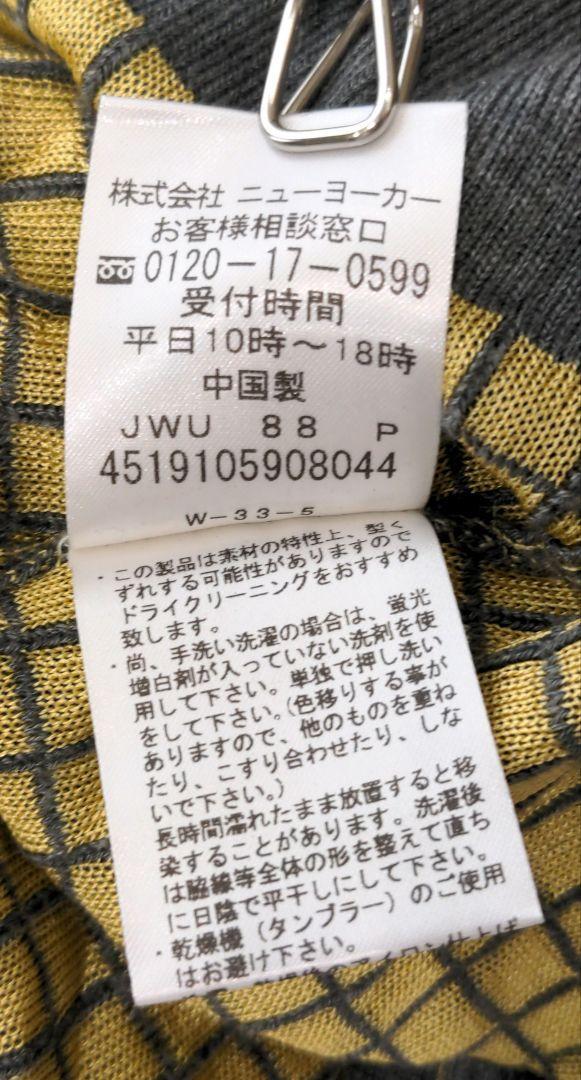 株式会社 ニューヨーカー
お客様相談窓口
0120-17-0599
受付時間
平日10時～18時
中国製
JWU 88 P
4519105908044
W-33-5
・この製品は素材の特性上、型く
ずれする可能性がありますので
ドライクリーニングをおすすめ
致します。
・尚、手洗い洗濯の場合は、蛍光
増白剤が入っていない洗剤を使
用して下さい。単独で押し洗い
をして下さい。(色移りする事が
ありますので、他のものを重ね
たり、こすり合わせたり、しな
いで下さい。)
長時間濡れたまま放置すると移
染することがあります。洗濯後
は脇線等全体の形を整えて直ち
に日陰で平干しにして下さい。
・乾燥機（タンブラー）のご使用
はお避け下さい。